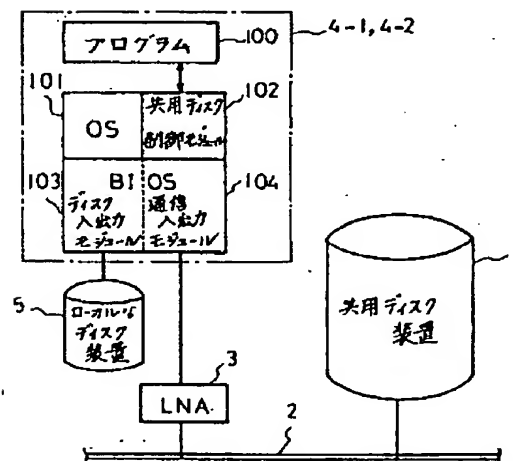 プログラム
100
4-1, 4-2
101
102
OS
共用ディスク
制御モジュール
103
BIOS
104
ディスク
入出力
モジュール
通信
入出力
モジュール
5
ローカルな
ディスク
装置
共用ディスク
装置
3
LNA
2